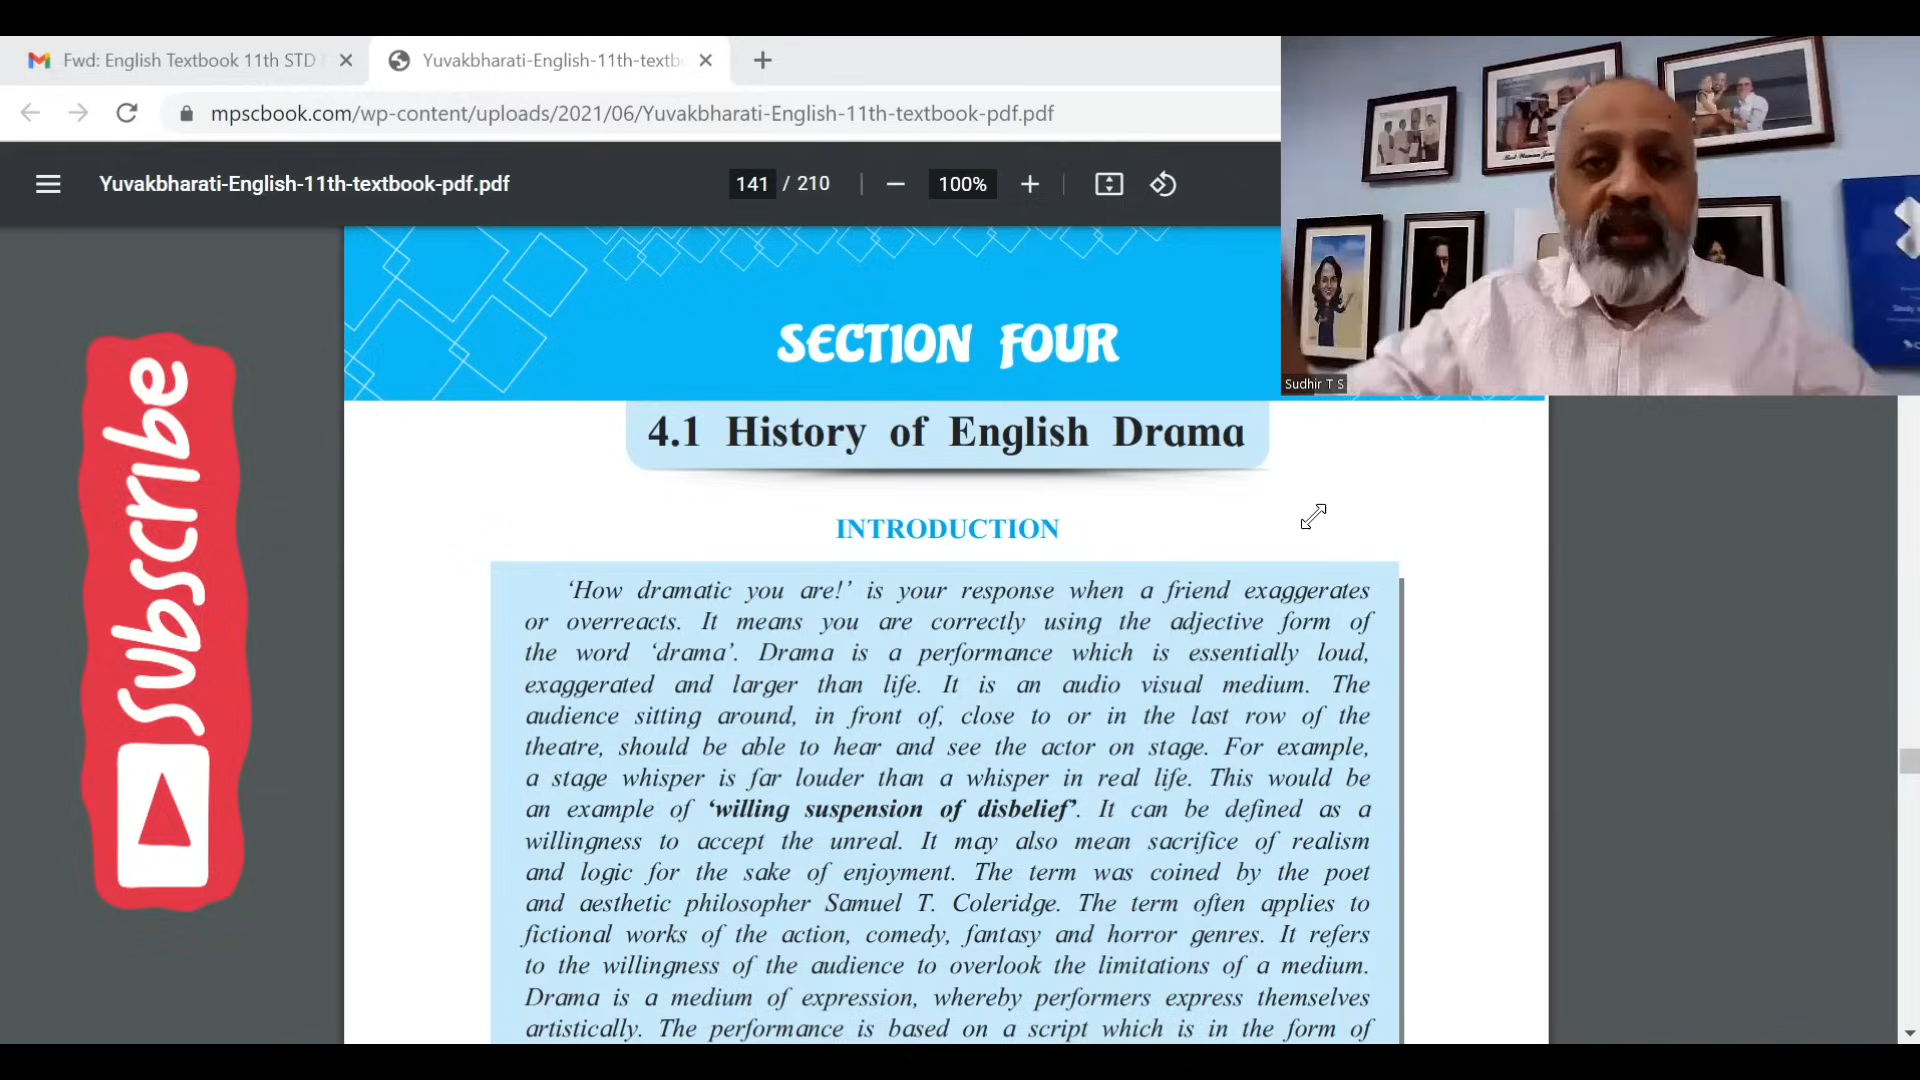 Fwd: English Textbook 11th STD
Yuvakbharati-English-11th-textb
mpscbook.com/wp-content/uploads/2021/06/Yuvakbharati-English-11th-textbook-pdf.pdf
Yuvakbharati-English-11th-textbook-pdf.pdf
141 / 210
100%
Sudhir T S
Subscribe
SECTION FOUR
4.1 History of English Drama
INTRODUCTION
‘How dramatic you are!’ is your response when a friend exaggerates
or overreacts. It means you are correctly using the adjective form of
the word ‘drama’. Drama is a performance which is essentially loud,
exaggerated and larger than life. It is an audio visual medium. The
audience sitting around, in front of, close to or in the last row of the
theatre, should be able to hear and see the actor on stage. For example,
a stage whisper is far louder than a whisper in real life. This would be
an example of ‘willing suspension of disbelief’. It can be defined as a
willingness to accept the unreal. It may also mean sacrifice of realism
and logic for the sake of enjoyment. The term was coined by the poet
and aesthetic philosopher Samuel T. Coleridge. The term often applies to
fictional works of the action, comedy, fantasy and horror genres. It refers
to the willingness of the audience to overlook the limitations of a medium.
Drama is a medium of expression, whereby performers express themselves
artistically. The performance is based on a script which is in the form of